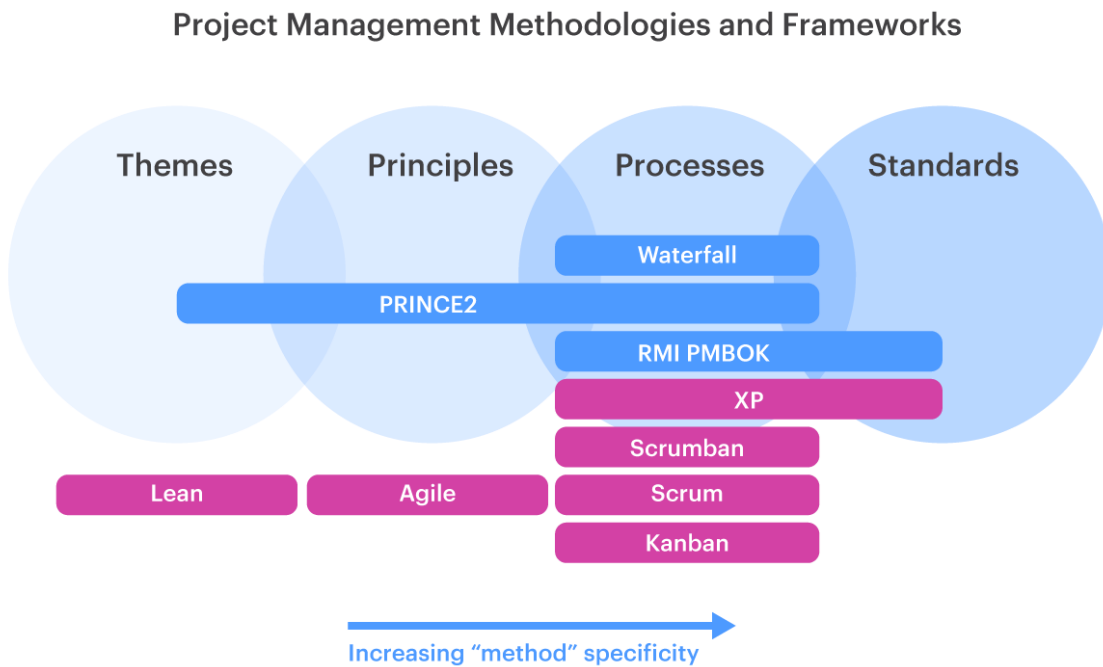 Project Management Methodologies and Frameworks
Themes
Principles
Processes
Standards
Waterfall
PRINCE2
RMI PMBOK
XP
Scrumban
Lean
Agile
Scrum
Kanban
Increasing “method” specificity